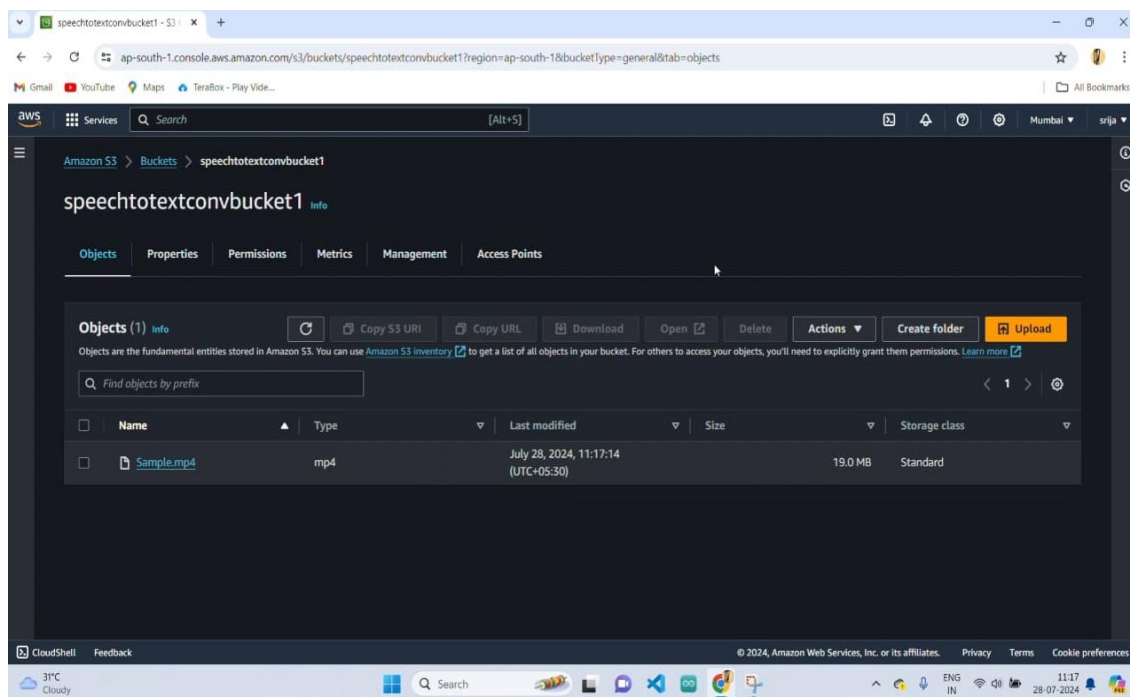 speechtotextconvbucket1 - S3
ap-south-1.console.aws.amazon.com/s3/buckets/speechtotextconvbucket1?region=ap-south-1&bucketType=general&tab=objects
Gmail YouTube Maps TeraBox - Play Vide... All Bookmarks
aws Services Search [Alt+S] Mumbai srija
Amazon S3 Buckets speechtotextconvbucket1
speechtotextconvbucket1 Info
Objects Properties Permissions Metrics Management Access Points
Objects (1) Info Copy S3 URI Copy URL Download Open Delete Actions Create folder Upload
Objects are the fundamental entities stored in Amazon S3. You can use Amazon S3 inventory to get a list of all objects in your bucket. For others to access your objects, you'll need to explicitly grant them permissions. Learn more
Find objects by prefix 1
Name Type Last modified Size Storage class
Sample.mp4 mp4 July 28, 2024, 11:17:14 19.0 MB Standard
(UTC+05:30)
CloudShell Feedback © 2024, Amazon Web Services, Inc. or its affiliates. Privacy Terms Cookie preferences
31°C Search ENG 11:17
Cloudy IN 28-07-2024